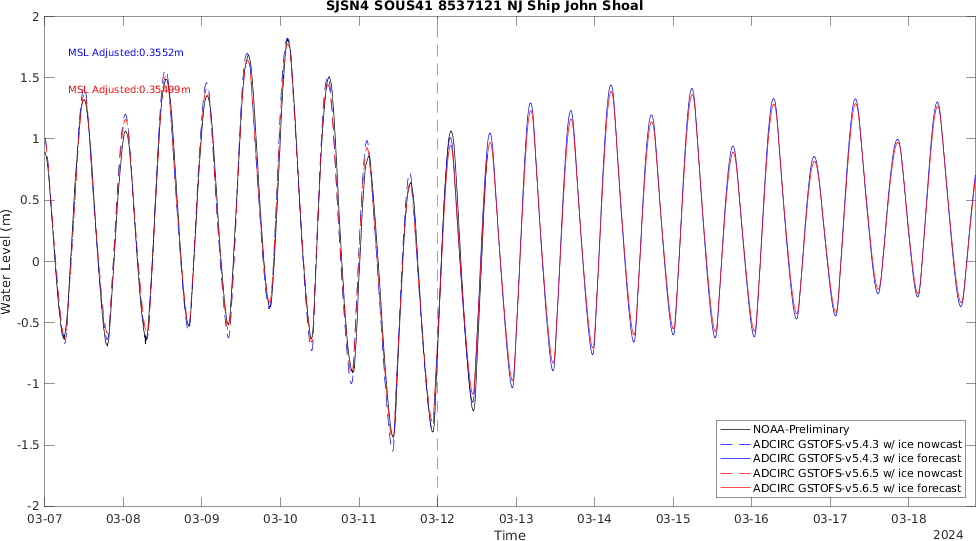 SJSN4 SOUS41 8537121 NJ Ship John Shoal
MSL Adjusted:0.3552m
MSL Adjusted:0.35499m
Water Level (m)
2
1.5
1
0.5
0
-0.5
-1
-1.5
-2
NOAA-Preliminary
ADCIRC GSTOFS-v5.4.3 w/ ice nowcast
ADCIRC GSTOFS-v5.4.3 w/ ice forecast
ADCIRC GSTOFS-v5.6.5 w/ ice nowcast
ADCIRC GSTOFS-v5.6.5 w/ ice forecast
03-07 03-08 03-09 03-10 03-11 03-12 03-13 03-14 03-15 03-16 03-17 03-18
Time
2024